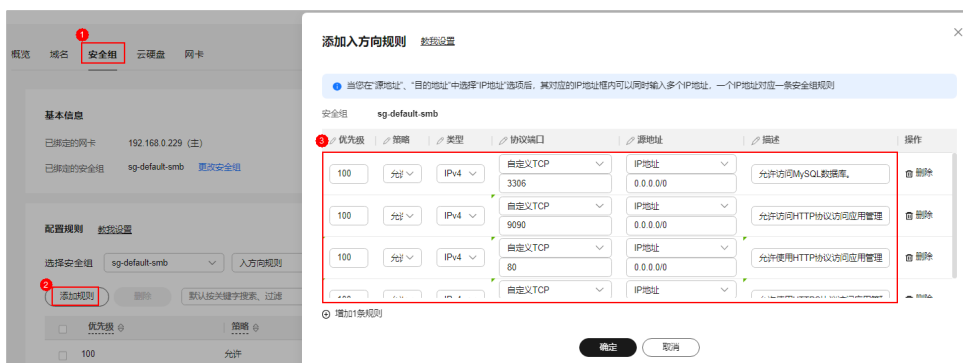 1
概览 域名 安全组 云硬盘 网卡
基本信息
已绑定的网卡 192.168.0.229 (主)
已绑定的安全组 sg-default-smb 更改安全组
配置规则 教我设置
选择安全组 sg-default-smb 入方向规则
2
添加规则 删除 默认按关键字搜索、过滤
优先级 策略
100 允许
添加入方向规则 教我设置
当您在“源地址”、“目的地址”中选择“IP地址”选项后，其对应的IP地址框内可以同时输入多个IP地址，一个IP地址对应一条安全组规则
安全组 sg-default-smb
3 优先级 策略 类型 协议端口 源地址 描述 操作
100 IPv4 自定义TCP 3306 IP地址 0.0.0.0/0 允许访问MySQL数据库。 删除
100 IPv4 自定义TCP 9090 IP地址 0.0.0.0/0 允许访问HTTP协议访问应用管理 删除
100 IPv4 自定义TCP 80 IP地址 0.0.0.0/0 允许使用HTTP协议访问应用管理 删除
自定义TCP IP地址
增加1条规则
确定 取消